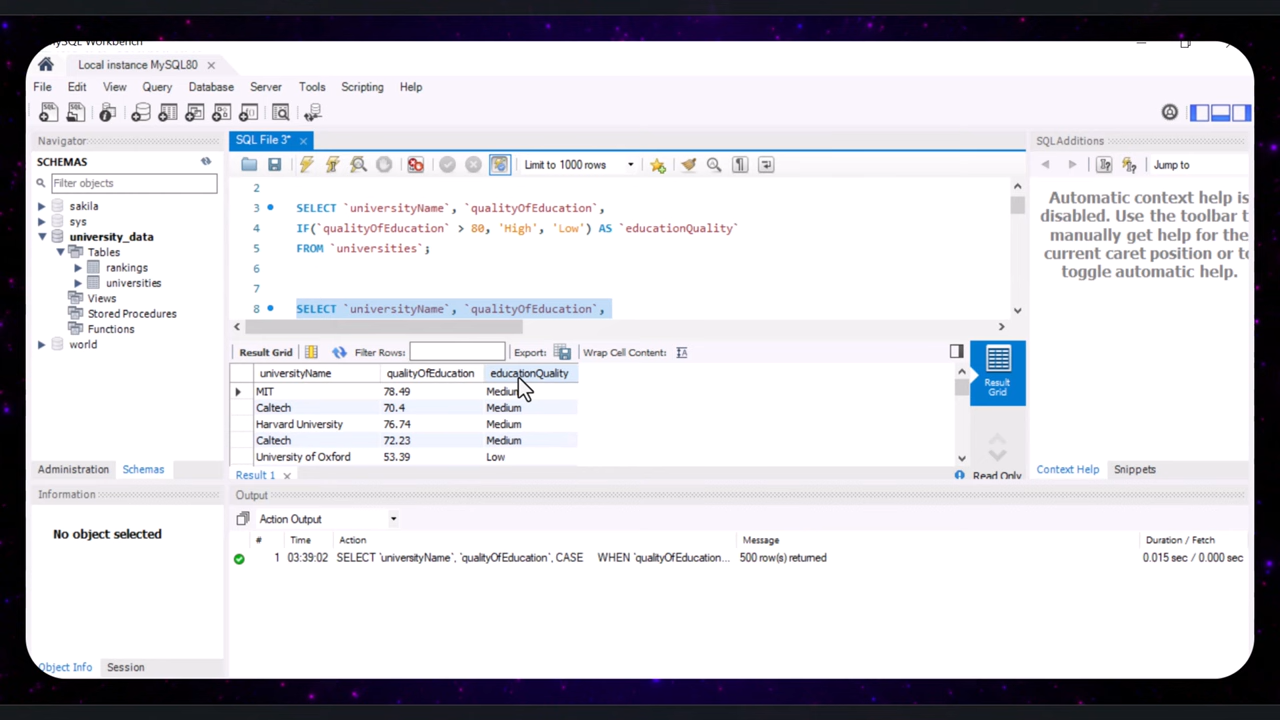 MySQL Workbench
Local instance MySQL80
File Edit View Query Database Server Tools Scripting Help
Navigator
SCHEMAS
Filter objects
sakila
sys
university_data
Tables
rankings
universities
Views
Stored Procedures
Functions
world
Administration Schemas
Information
No object selected
Object Info Session
SQL File 3*
Limit to 1000 rows
2
3 SELECT `universityName`, `qualityOfEducation`,
4 IF(`qualityOfEducation` > 80, 'High', 'Low') AS `educationQuality`
5 FROM `universities`;
6
7
8 SELECT `universityName`, `qualityOfEducation`,
Result Grid Filter Rows: Export: Wrap Cell Content:
universityName qualityOfEducation educationQuality
MIT 78.49 Medium
Caltech 70.4 Medium
Harvard University 76.74 Medium
Caltech 72.23 Medium
University of Oxford 53.39 Low
Result Grid
Result 1
Read Only
SQLAdditions
Jump to
Automatic context help is
disabled. Use the toolbar t
manually get help for the
current caret position or to
toggle automatic help.
Context Help Snippets
Output
Action Output
# Time Action Message Duration / Fetch
1 03:39:02 SELECT `universityName`, `qualityOfEducation`, CASE WHEN `qualityOfEducation... 500 row(s) returned 0.015 sec / 0.000 sec